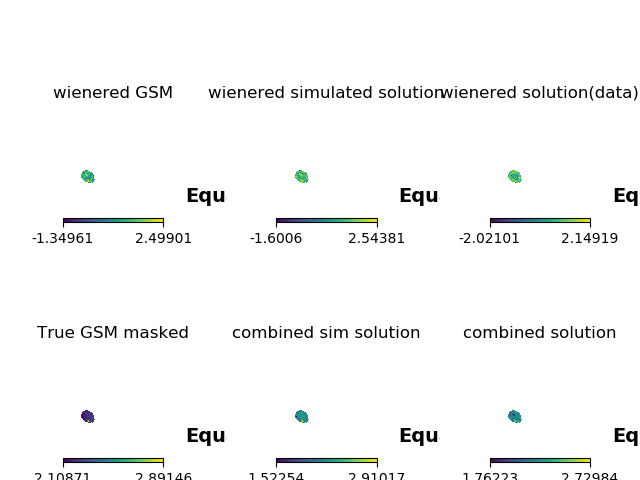 wienered GSM wienered simulated solution wienered solution(data)
Equ Equ Eq
-1.34961 2.49901 -1.6006 2.54381 -2.02101 2.14919
True GSM masked combined sim solution combined solution
Equ Equ Eq
2.10871 2.89146 1.52254 2.91017 1.76223 2.72984